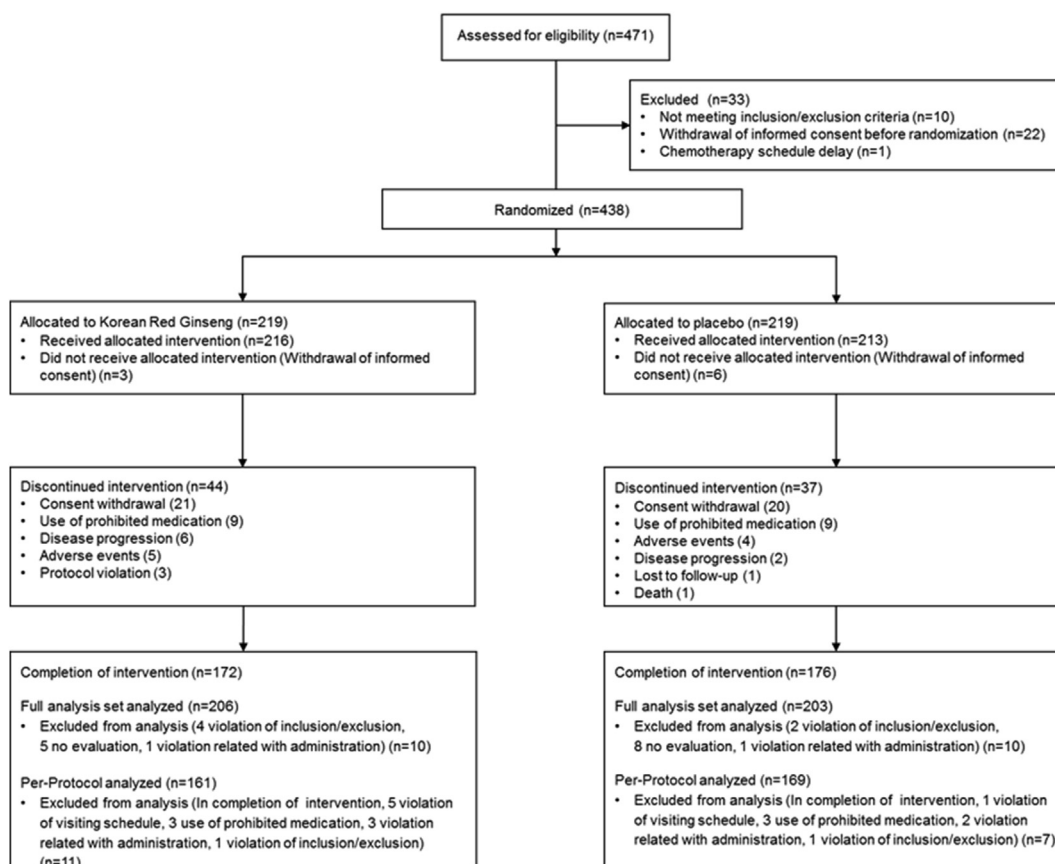 Assessed for eligibility (n=471)
Excluded (n=33)
• Not meeting inclusion/exclusion criteria (n=10)
• Withdrawal of informed consent before randomization (n=22)
• Chemotherapy schedule delay (n=1)
Randomized (n=438)
Allocated to Korean Red Ginseng (n=219)
• Received allocated intervention (n=216)
• Did not receive allocated intervention (Withdrawal of informed
consent) (n=3)
Allocated to placebo (n=219)
• Received allocated intervention (n=213)
• Did not receive allocated intervention (Withdrawal of informed
consent) (n=6)
Discontinued intervention (n=44)
• Consent withdrawal (21)
• Use of prohibited medication (9)
• Disease progression (6)
• Adverse events (5)
• Protocol violation (3)
Discontinued intervention (n=37)
• Consent withdrawal (20)
• Use of prohibited medication (9)
• Adverse events (4)
• Disease progression (2)
• Lost to follow-up (1)
• Death (1)
Completion of intervention (n=172)
Full analysis set analyzed (n=206)
• Excluded from analysis (4 violation of inclusion/exclusion,
5 no evaluation, 1 violation related with administration) (n=10)
Per-Protocol analyzed (n=161)
• Excluded from analysis (In completion of intervention, 5 violation
of visiting schedule, 3 use of prohibited medication, 3 violation
related with administration, 1 violation of inclusion/exclusion)
(n=11)
Completion of intervention (n=176)
Full analysis set analyzed (n=203)
• Excluded from analysis (2 violation of inclusion/exclusion,
8 no evaluation, 1 violation related with administration) (n=10)
Per-Protocol analyzed (n=169)
• Excluded from analysis (In completion of intervention, 1 violation
of visiting schedule, 3 use of prohibited medication, 2 violation
related with administration, 1 violation of inclusion/exclusion) (n=7)